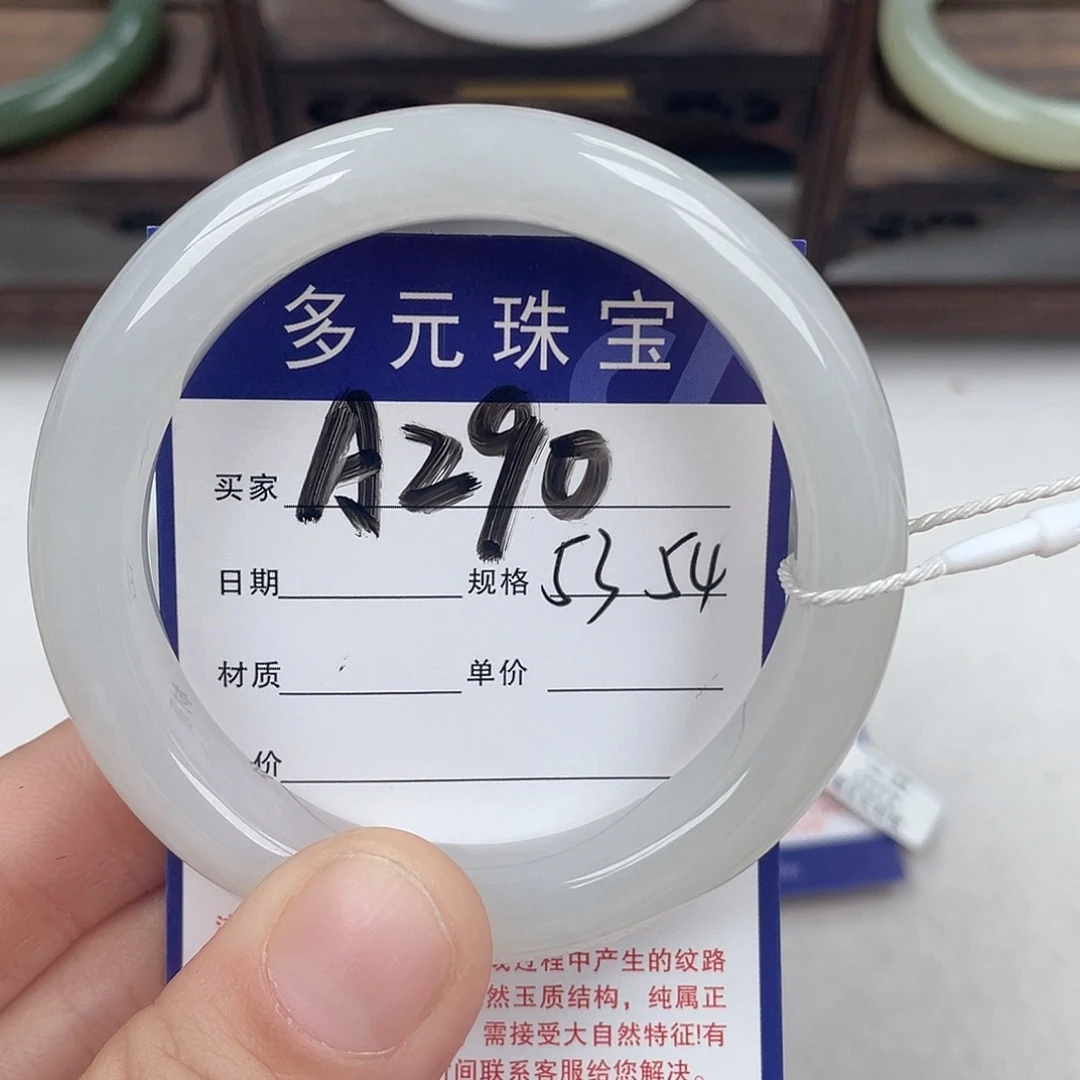 多元珠宝
买家 A290
日期 规格 53 54
材质 单价
价
过程中产生的纹路
然玉质结构，纯属正
需接受大自然特征!有
间联系客服给您解决。